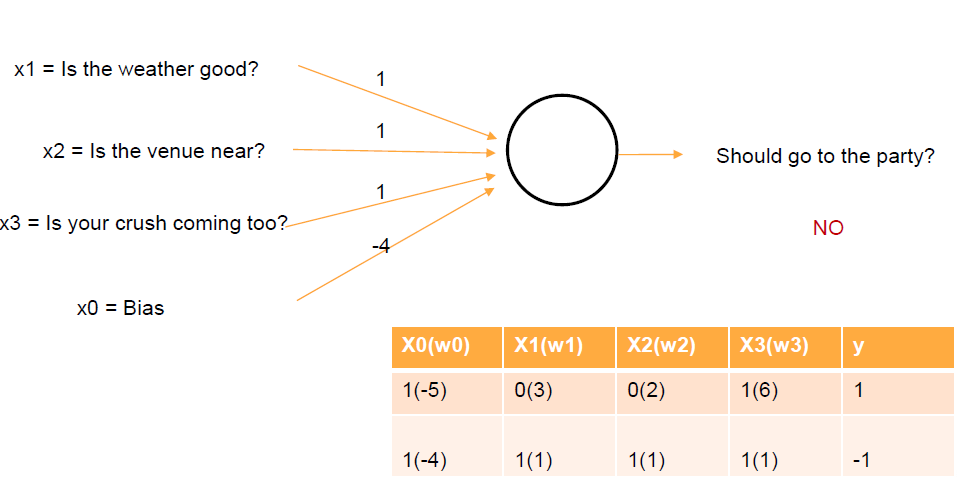 x1 = Is the weather good?
1
x2 = Is the venue near?
1
x3 = Is your crush coming too?
1
x0 = Bias
-4
Should go to the party?
NO
X0(w0) X1(w1) X2(w2) X3(w3) y
1(-5) 0(3) 0(2) 1(6) 1
1(-4) 1(1) 1(1) 1(1) -1